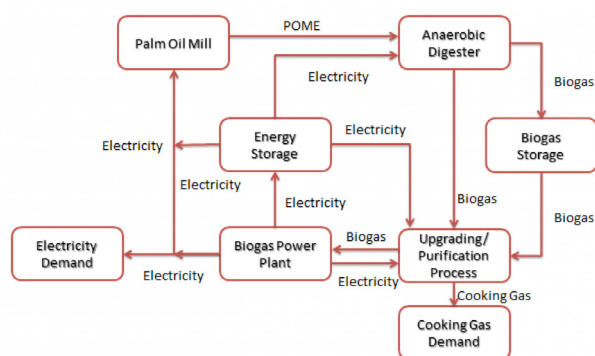 POME
Palm Oil Mill
Anaerobic
Digester
Electricity
Biogas
Electricity
Energy
Storage
Electricity
Biogas
Storage
Electricity
Electricity
Biogas
Biogas
Electricity
Demand
Biogas Power
Plant
Biogas
Upgrading/
Purification
Process
Electricity
Electricity
Cooking Gas
Cooking Gas
Demand